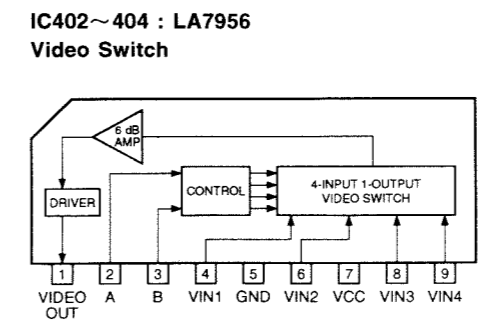 IC402～404 : LA7956
Video Switch
6 dB
AMP
DRIVER
CONTROL
4-INPUT 1-OUTPUT
VIDEO SWITCH
1 2 3 4 5 6 7 8 9
VIDEO OUT A B VIN1 GND VIN2 VCC VIN3 VIN4